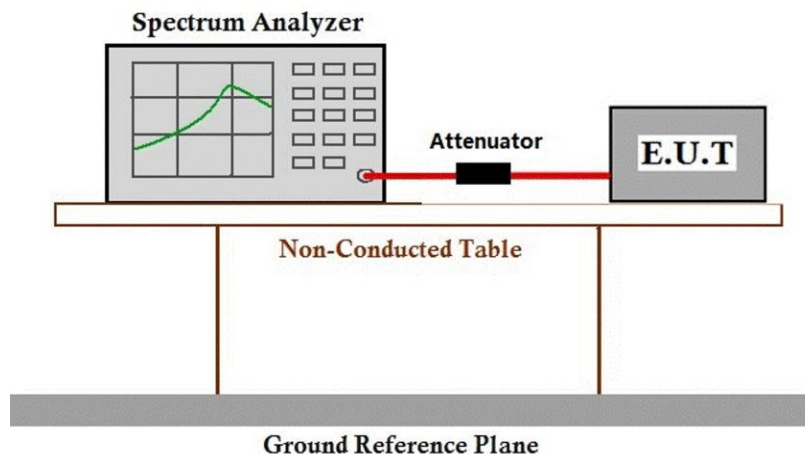 Spectrum Analyzer
Attenuator
E.U.T
Non-Conducted Table
Ground Reference Plane